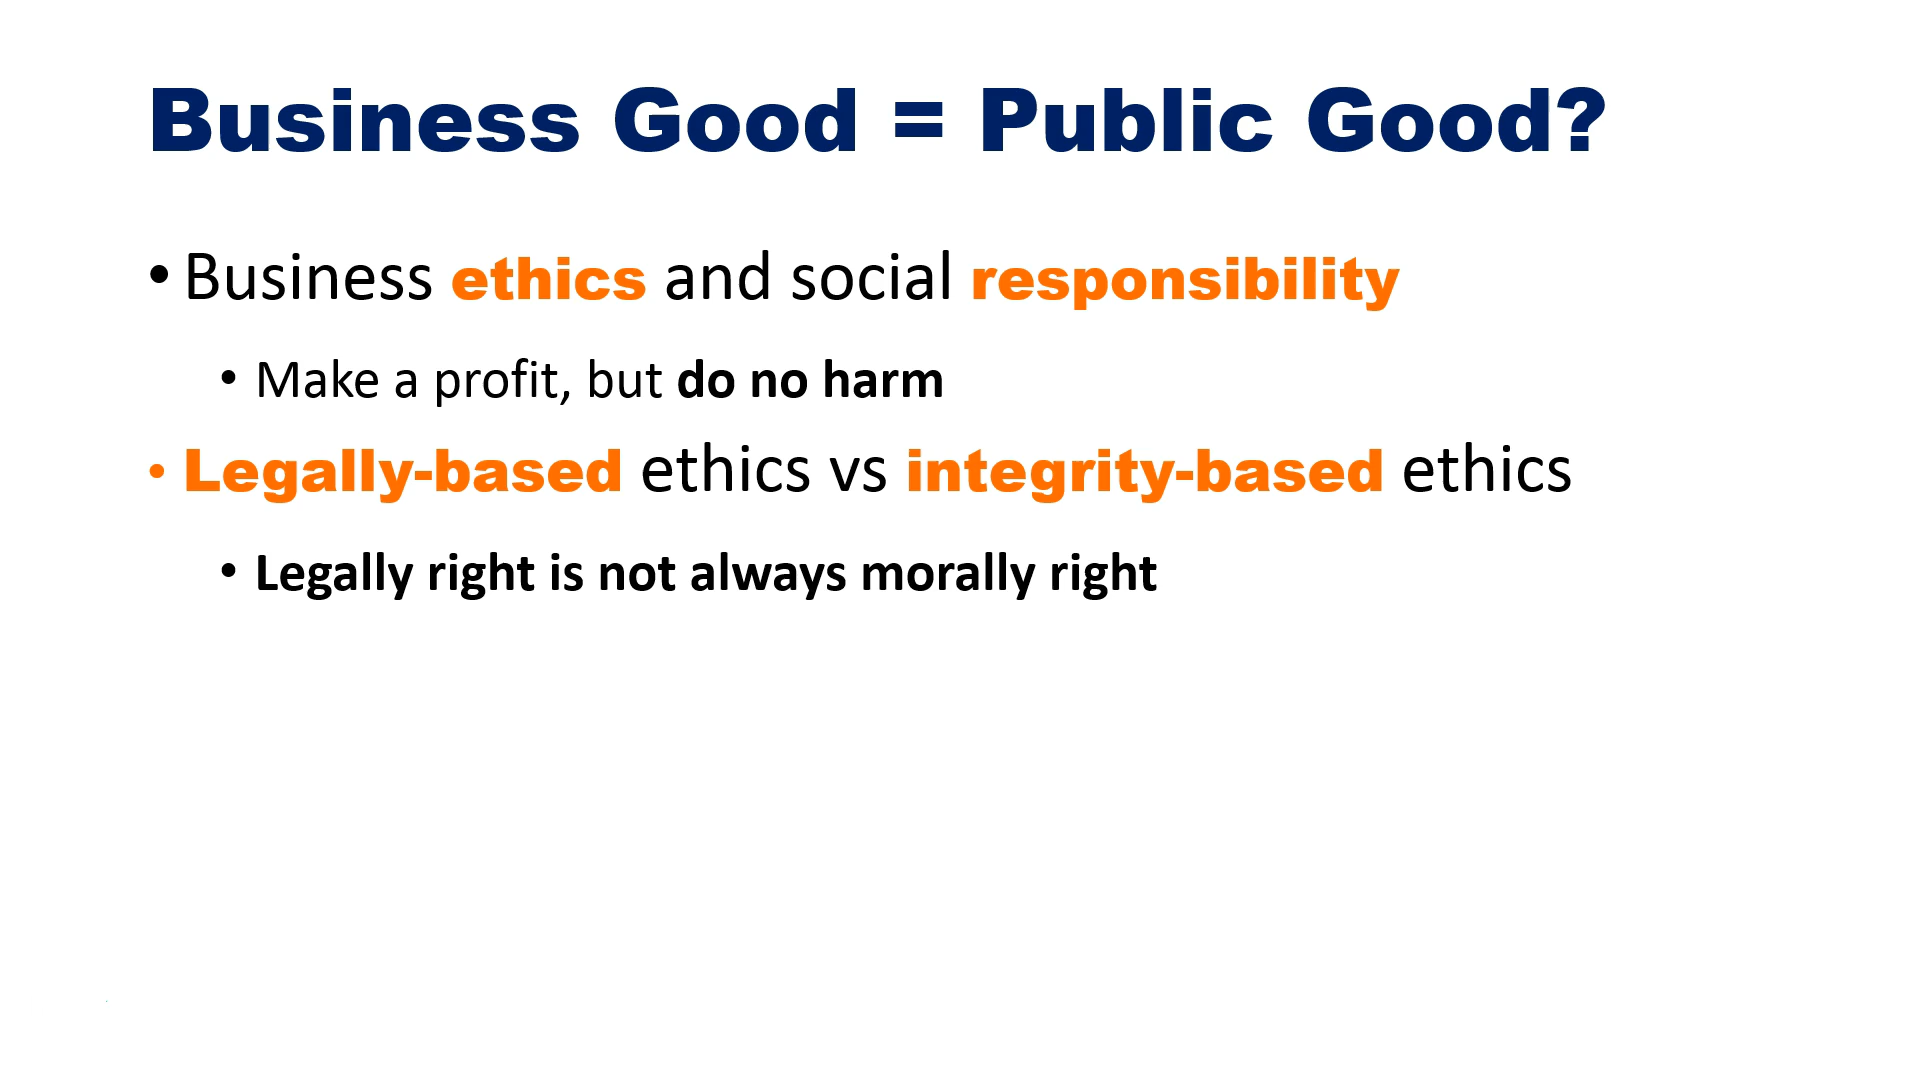 Business Good = Public Good?
• Business ethics and social responsibility
• Make a profit, but do no harm
• Legally-based ethics vs integrity-based ethics
• Legally right is not always morally right